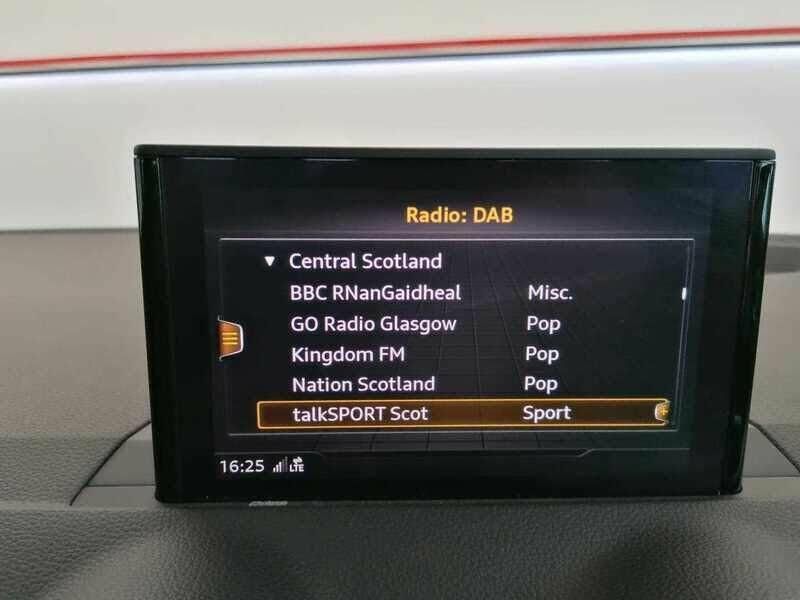 Radio: DAB
▼ Central Scotland
BBC RNanGaidheal Misc.
GO Radio Glasgow Pop
Kingdom FM Pop
Nation Scotland Pop
talkSPORT Scot Sport
16:25 LTE